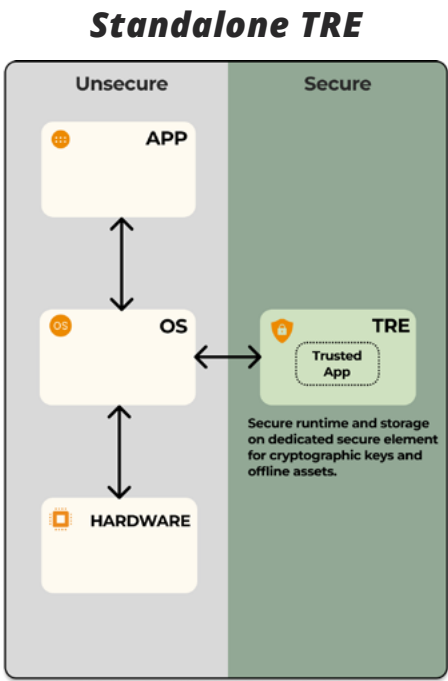 Standalone TRE
Unsecure
Secure
APP
OS
OS
TRE
Trusted
App
Secure runtime and storage
on dedicated secure element
for cryptographic keys and
offline assets.
HARDWARE